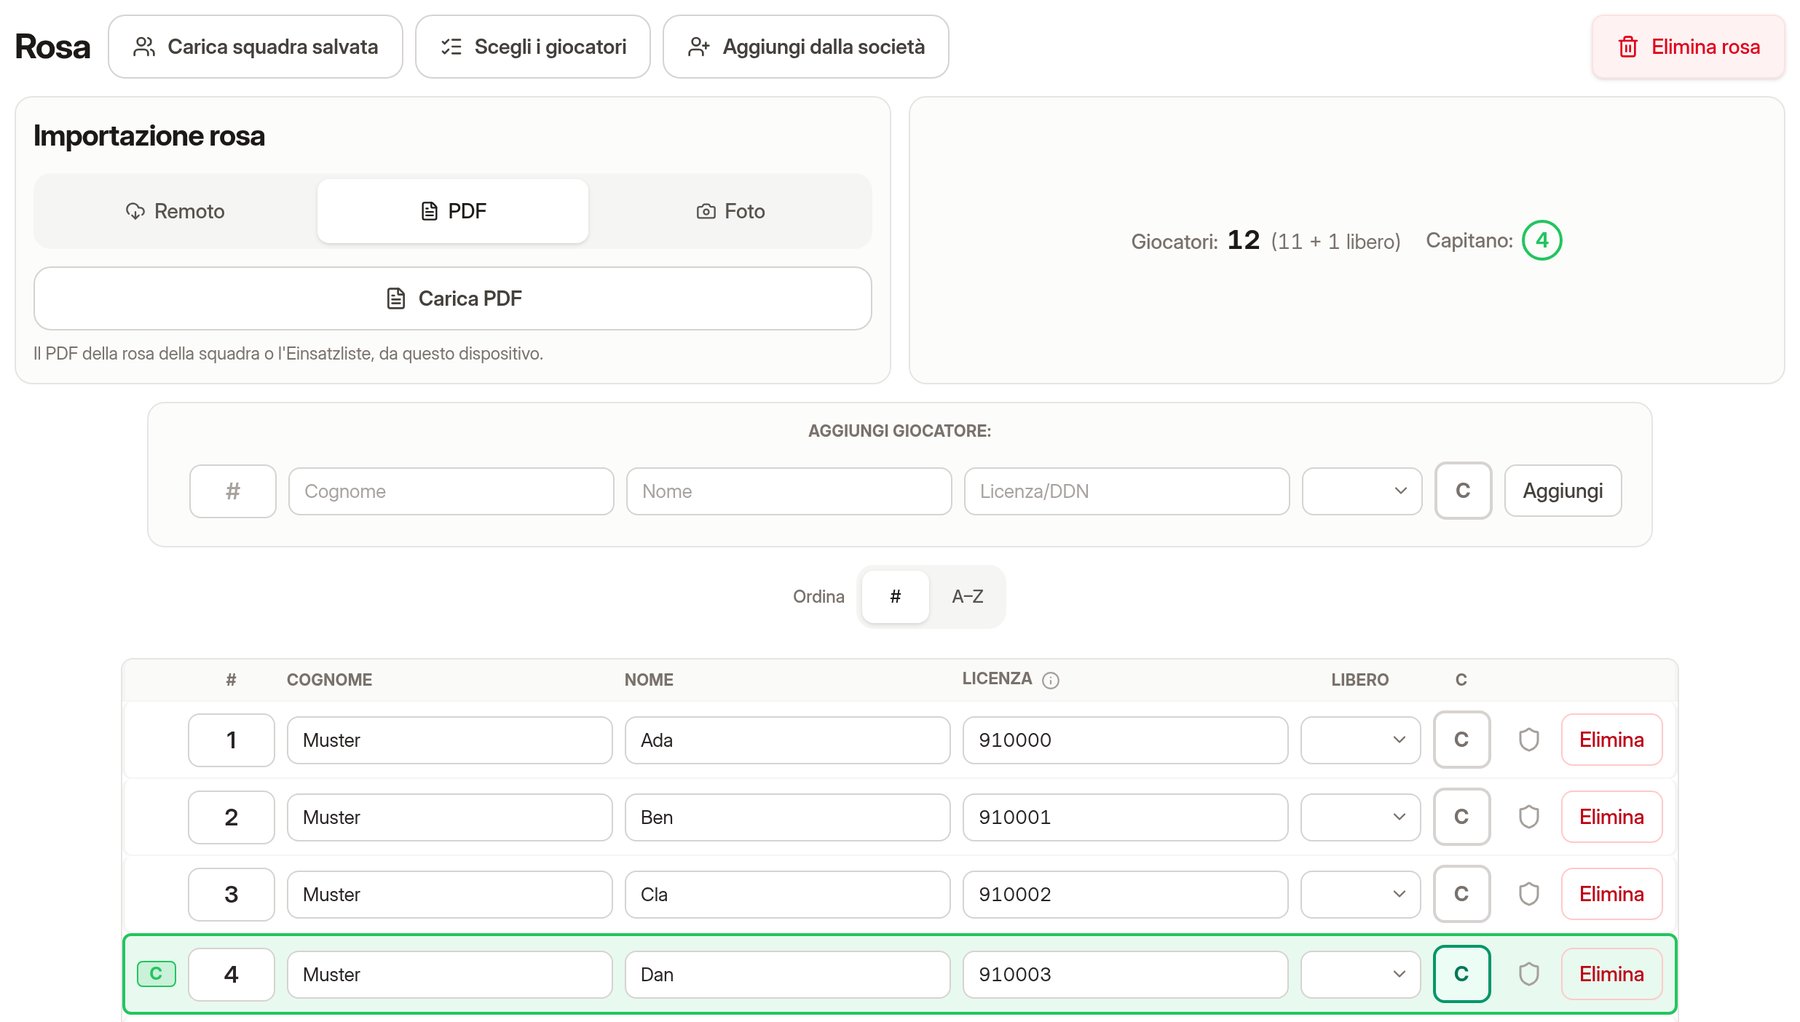 Rosa
Carica squadra salvata
Scegli i giocatori
Aggiungi dalla società
Elimina rosa
Importazione rosa
Remoto
PDF
Foto
Carica PDF
Il PDF della rosa della squadra o l'Einsatzliste, da questo dispositivo.
Giocatori: 12 (11 + 1 libero) Capitano: 4
AGGIUNGI GIOCATORE:
# Cognome Nome Licenza/DDN C Aggiungi
Ordina # A–Z
# COGNOME NOME LICENZA LIBERO C
1 Muster Ada 910000 C Elimina
2 Muster Ben 910001 C Elimina
3 Muster Cla 910002 C Elimina
C 4 Muster Dan 910003 C Elimina